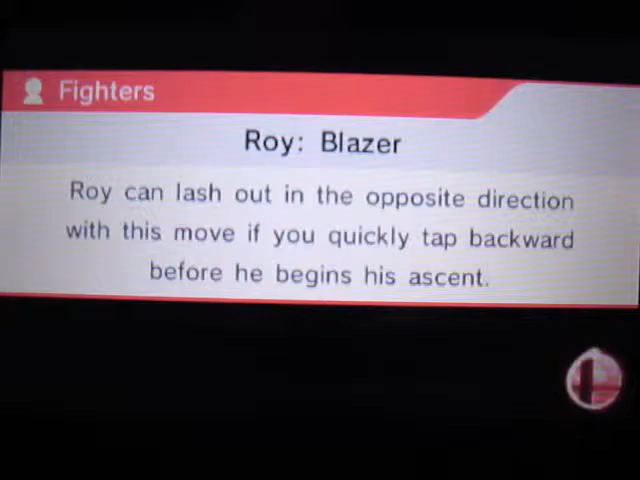 Fighters
Roy: Blazer
Roy can lash out in the opposite direction
with this move if you quickly tap backward
before he begins his ascent.